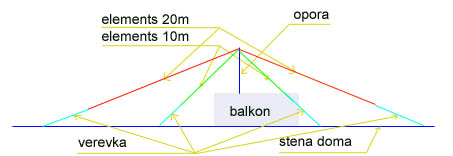 elements 20m
opora
elements 10m
balkon
verevka
stena doma